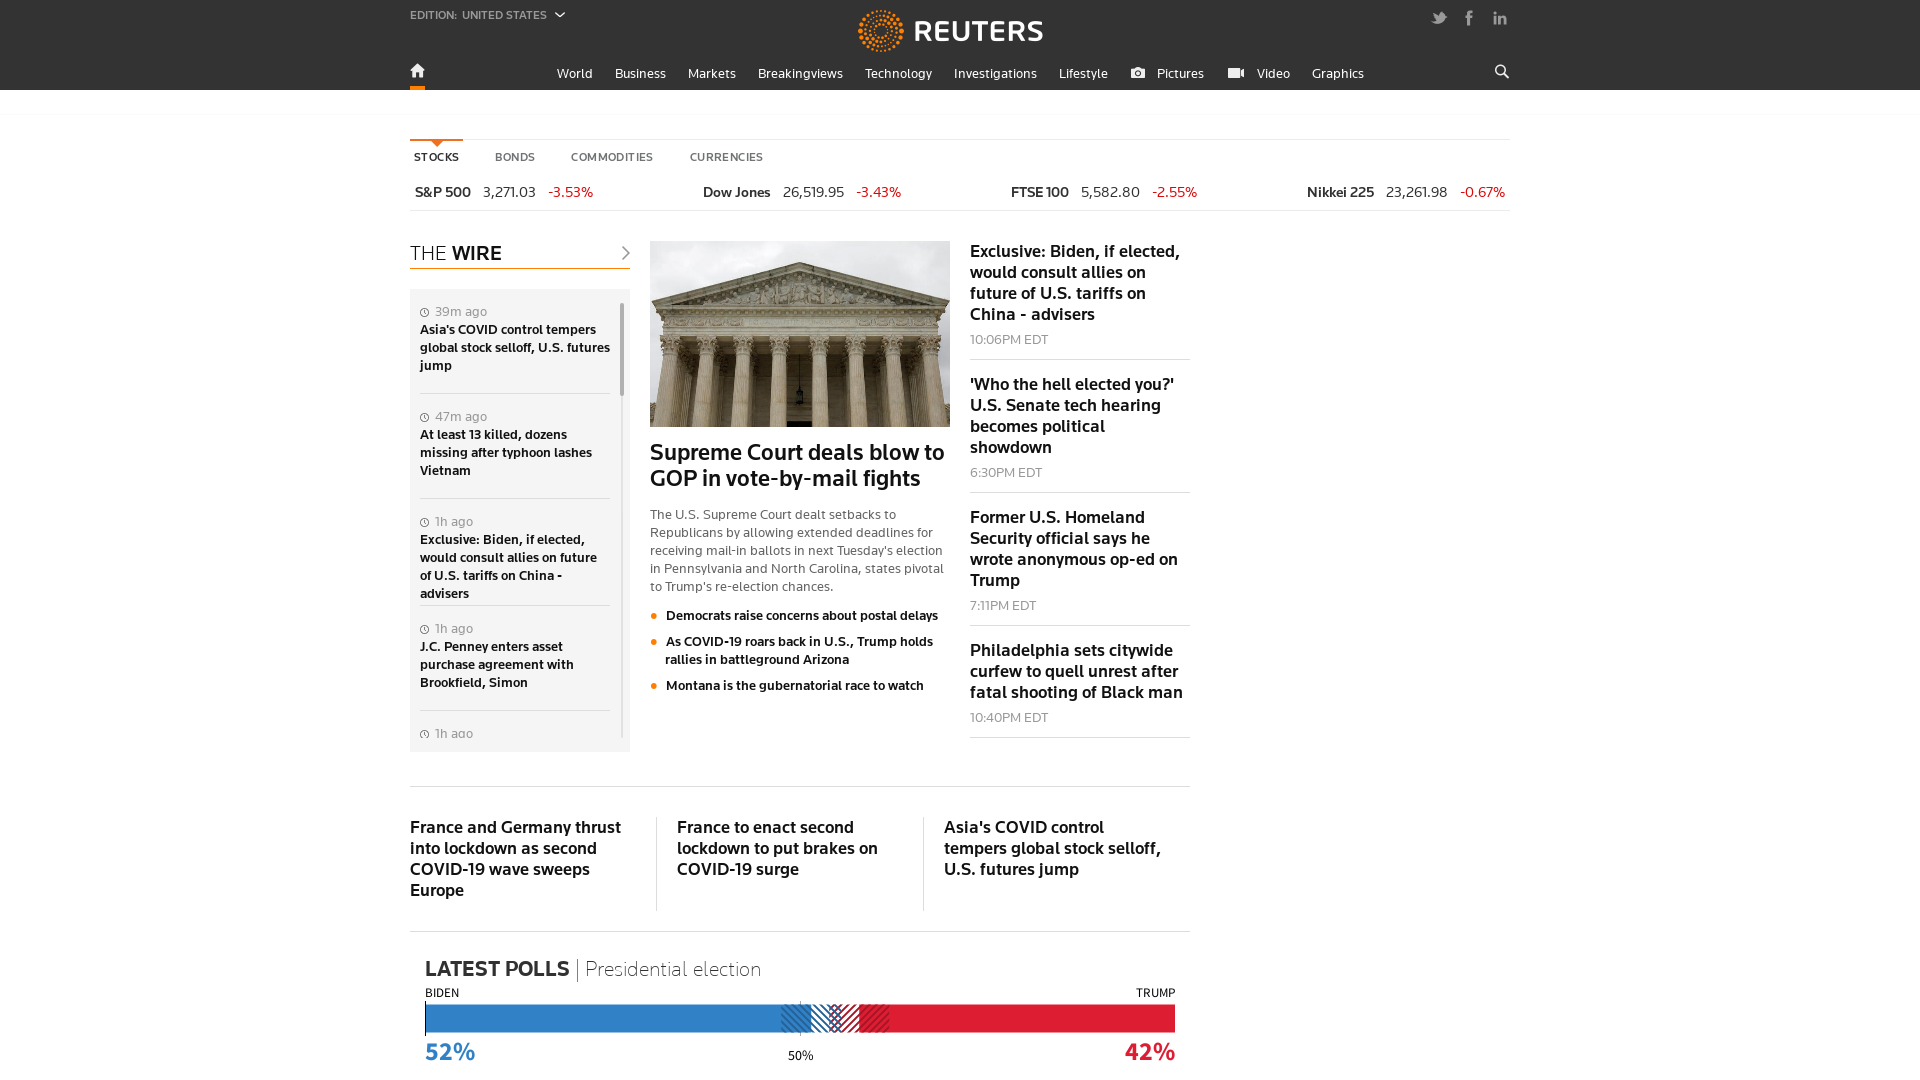 EDITION: UNITED STATES
REUTERS
World Business Markets Breakingviews Technology Investigations Lifestyle Pictures Video Graphics
STOCKS BONDS COMMODITIES CURRENCIES
S&P 500 3,271.03 -3.53% Dow Jones 26,519.95 -3.43% FTSE 100 5,582.80 -2.55% Nikkei 225 23,261.98 -0.67%
THE WIRE
39m ago
Asia's COVID control tempers
global stock selloff, U.S. futures
jump
47m ago
At least 13 killed, dozens
missing after typhoon lashes
Vietnam
1h ago
Exclusive: Biden, if elected,
would consult allies on future
of U.S. tariffs on China -
advisers
1h ago
J.C. Penney enters asset
purchase agreement with
Brookfield, Simon
1h ago
Supreme Court deals blow to
GOP in vote-by-mail fights
The U.S. Supreme Court dealt setbacks to
Republicans by allowing extended deadlines for
receiving mail-in ballots in next Tuesday's election
in Pennsylvania and North Carolina, states pivotal
to Trump's re-election chances.
Democrats raise concerns about postal delays
As COVID-19 roars back in U.S., Trump holds
rallies in battleground Arizona
Montana is the gubernatorial race to watch
Exclusive: Biden, if elected,
would consult allies on
future of U.S. tariffs on
China - advisers
10:06PM EDT
'Who the hell elected you?'
U.S. Senate tech hearing
becomes political
showdown
6:30PM EDT
Former U.S. Homeland
Security official says he
wrote anonymous op-ed on
Trump
7:11PM EDT
Philadelphia sets citywide
curfew to quell unrest after
fatal shooting of Black man
10:40PM EDT
France and Germany thrust
into lockdown as second
COVID-19 wave sweeps
Europe
France to enact second
lockdown to put brakes on
COVID-19 surge
Asia's COVID control
tempers global stock selloff,
U.S. futures jump
LATEST POLLS | Presidential election
BIDEN TRUMP
52% 50% 42%